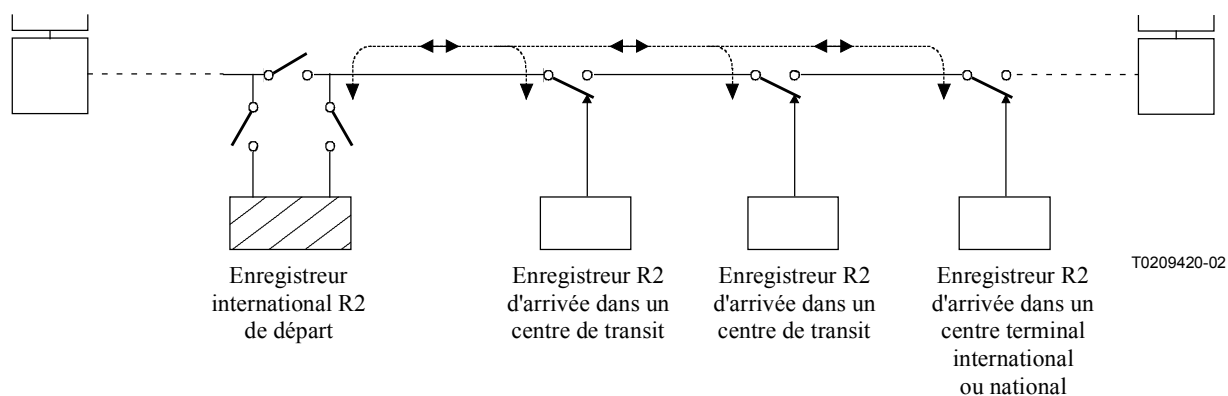 Enregistreur
international R2
de départ
Enregistreur R2
d'arrivée dans un
centre de transit
Enregistreur R2
d'arrivée dans un
centre de transit
Enregistreur R2
d'arrivée dans un
centre terminal
international
ou national
T0209420-02